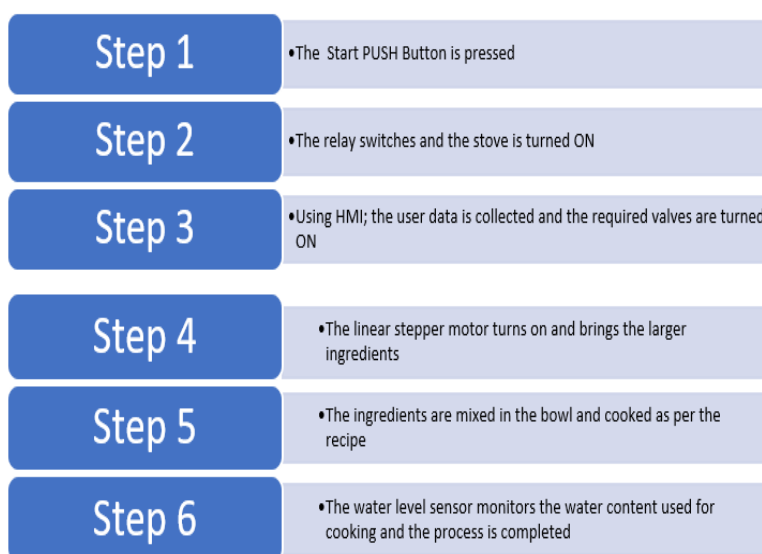 Step 1
•The Start PUSH Button is pressed
Step 2
•The relay switches and the stove is turned ON
Step 3
•Using HMI; the user data is collected and the required valves are turned
ON
Step 4
•The linear stepper motor turns on and brings the larger
ingredients
Step 5
•The ingredients are mixed in the bowl and cooked as per the
recipe
Step 6
•The water level sensor monitors the water content used for
cooking and the process is completed